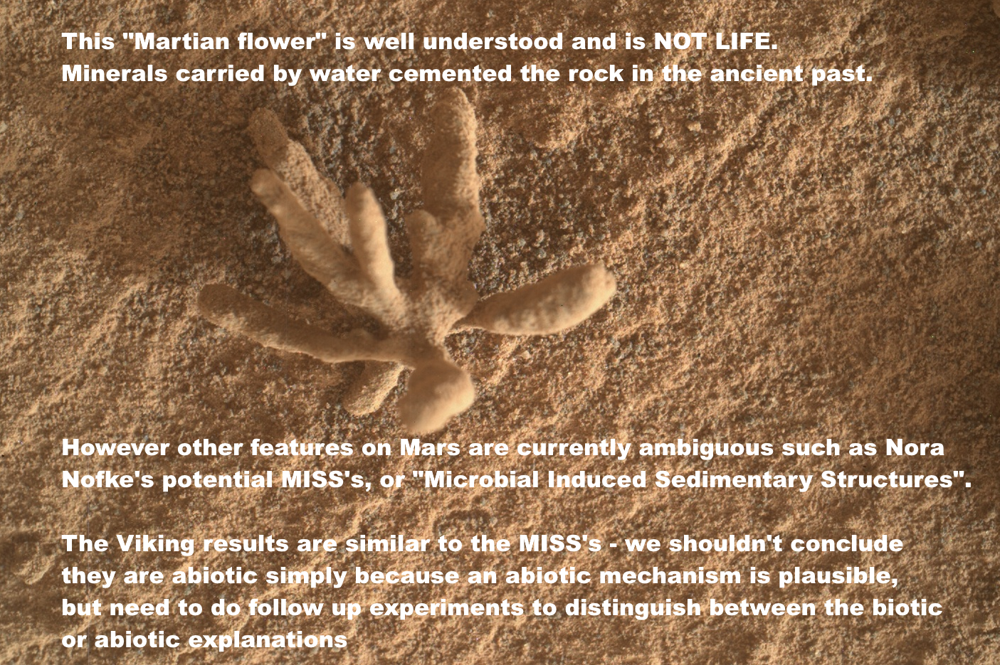 This "Martian flower" is well understood and is NOT LIFE.
Minerals carried by water cemented the rock in the ancient past.
However other features on Mars are currently ambiguous such as Nora
Nofke's potential MISS's, or "Microbial Induced Sedimentary Structures".
The Viking results are similar to the MISS's - we shouldn't conclude
they are abiotic simply because an abiotic mechanism is plausible,
but need to do follow up experiments to distinguish between the biotic
or abiotic explanations